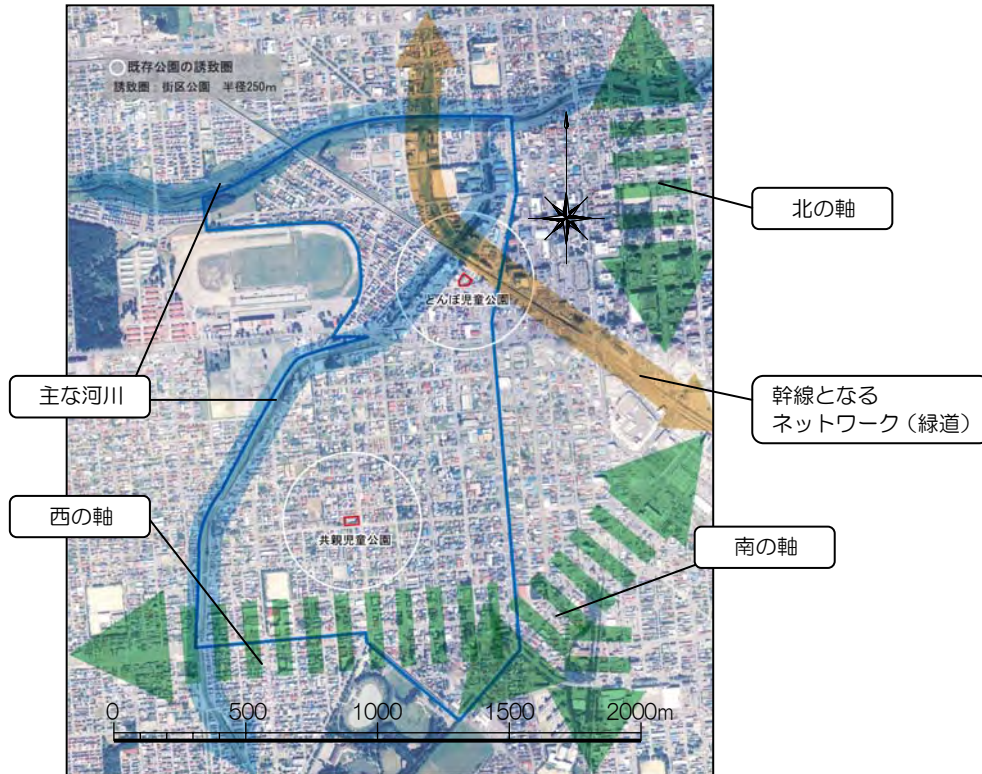 既存公園の誘致圏
誘致圏:街区公園 半径250m
北の軸
とんぼ児童公園
主な河川
幹線となる
ネットワーク(緑道)
西の軸
共親児童公園
南の軸
0 500 1000 1500 2000m